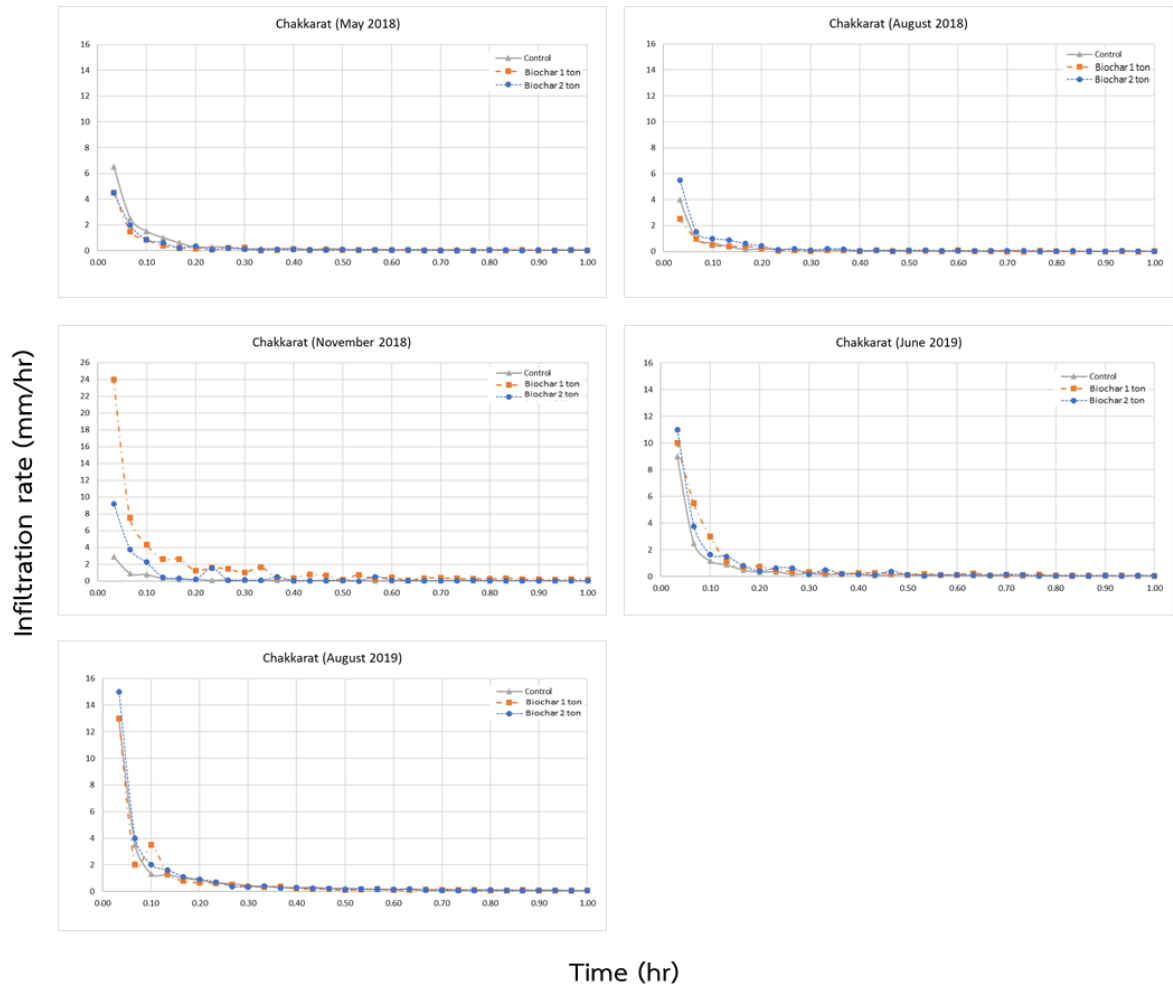 Chakkarat (May 2018)
16
14
12
10
8
6
4
2
0
Control
Biochar 1 ton
Biochar 2 ton
0.00 0.10 0.20 0.30 0.40 0.50 0.60 0.70 0.80 0.90 1.00
Chakkarat (August 2018)
16
14
12
10
8
6
4
2
0
Control
Biochar 1 ton
Biochar 2 ton
0.00 0.10 0.20 0.30 0.40 0.50 0.60 0.70 0.80 0.90 1.00
Infiltration rate (mm/hr)
Chakkarat (November 2018)
26
24
22
20
18
16
14
12
10
8
6
4
2
0
Control
Biochar 1 ton
Biochar 2 ton
0.00 0.10 0.20 0.30 0.40 0.50 0.60 0.70 0.80 0.90 1.00
Chakkarat (June 2019)
16
14
12
10
8
6
4
2
0
Control
Biochar 1 ton
Biochar 2 ton
0.00 0.10 0.20 0.30 0.40 0.50 0.60 0.70 0.80 0.90 1.00
Chakkarat (August 2019)
16
14
12
10
8
6
4
2
0
Control
Biochar 1 ton
Biochar 2 ton
0.00 0.10 0.20 0.30 0.40 0.50 0.60 0.70 0.80 0.90 1.00
Time (hr)